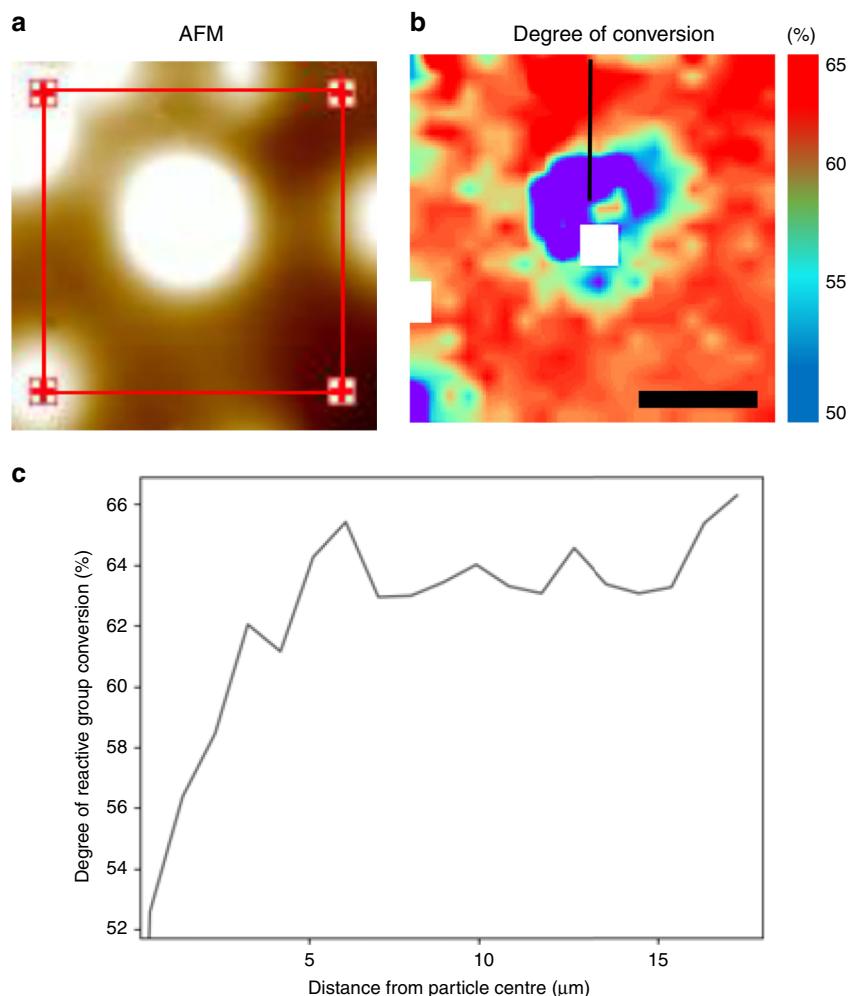 a
AFM
b
Degree of conversion
(%)
65
60
55
50
c
Degree of reactive group conversion (%)
66
64
62
60
58
56
54
52
5
10
15
Distance from particle centre (μm)